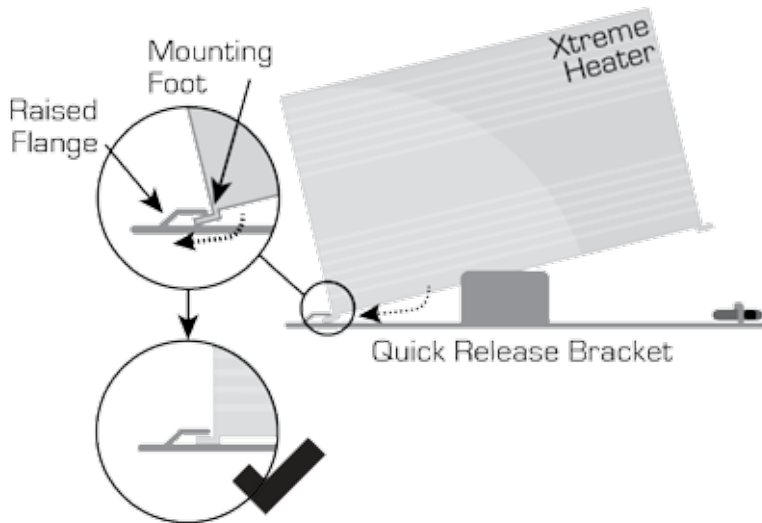 Mounting
Foot
Raised
Flange
Xtreme
Heater
Quick Release Bracket